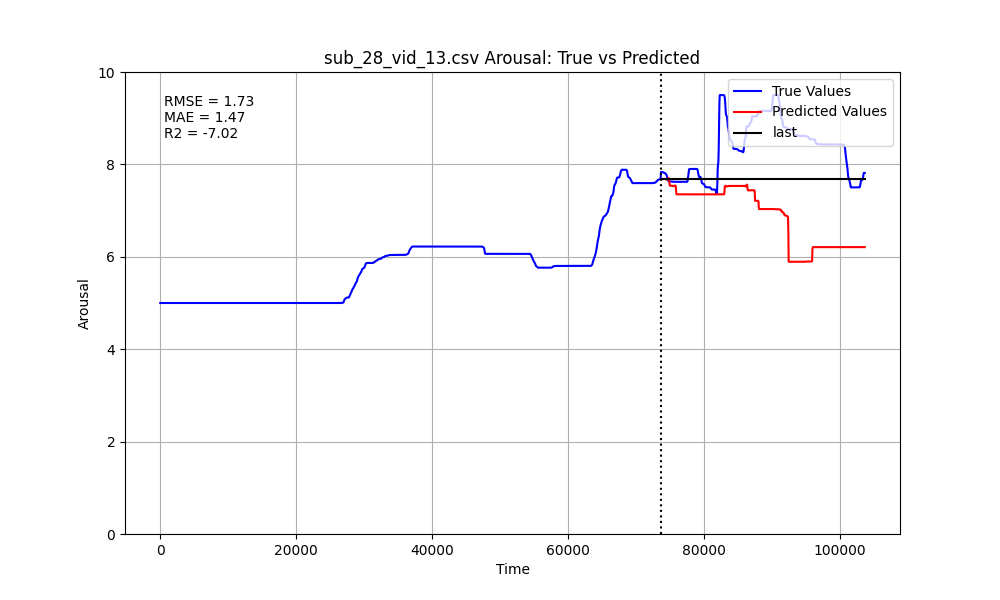 sub_28_vid_13.csv Arousal: True vs Predicted
RMSE = 1.73
MAE = 1.47
R2 = -7.02
True Values
Predicted Values
last
10
8
6
4
2
0
Arousal
0
20000
40000
60000
80000
100000
Time